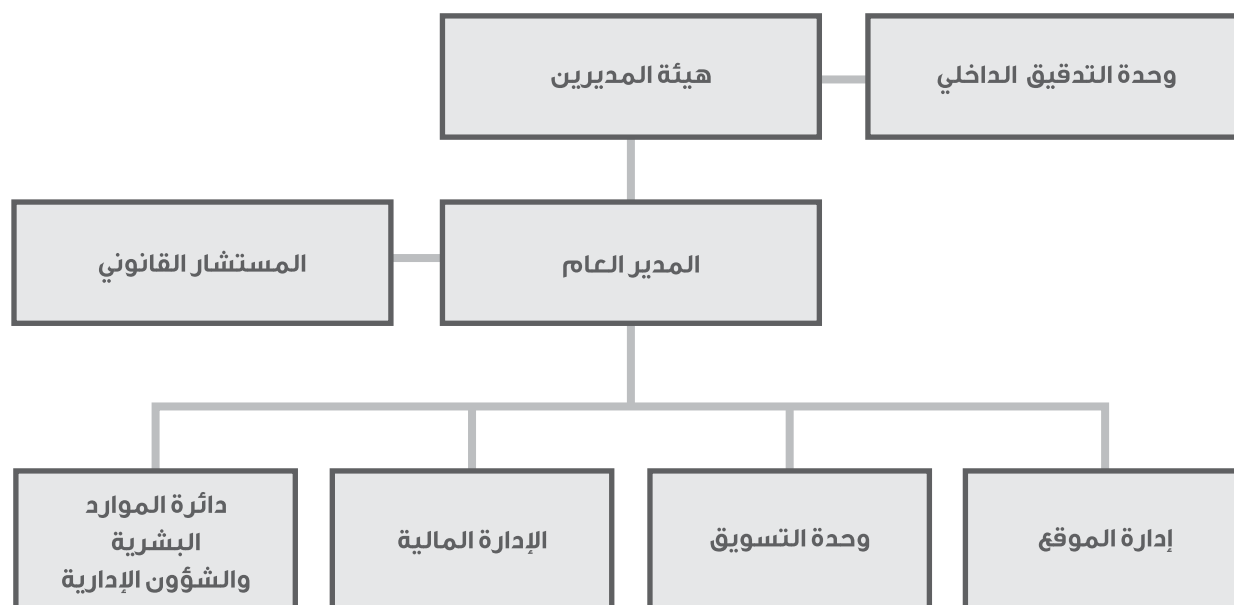 وحدة التدقيق الداخلي
هيئة المديرين
المدير العام
المستشار القانوني
إدارة الموقع
وحدة التسويق
الإدارة المالية
دائرة الموارد
البشرية
والشؤون الإدارية